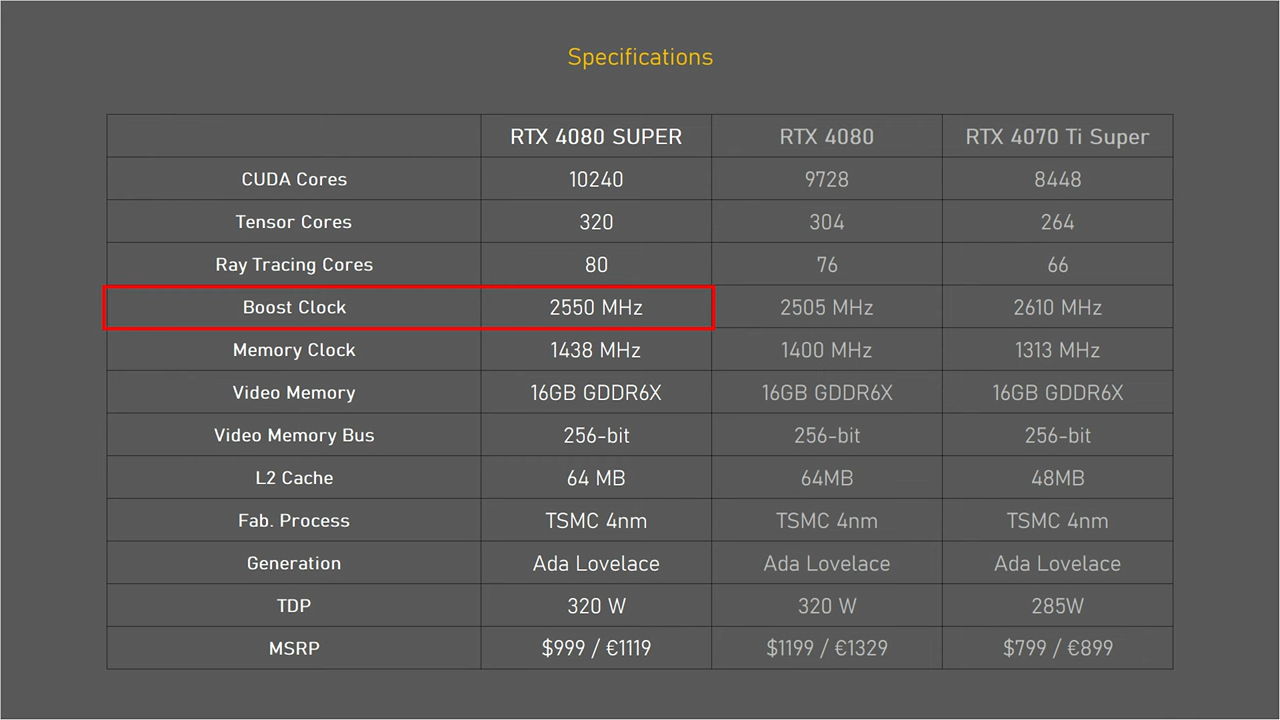 Specifications
RTX 4080 SUPER RTX 4080 RTX 4070 Ti Super
CUDA Cores 10240 9728 8448
Tensor Cores 320 304 264
Ray Tracing Cores 80 76 66
Boost Clock 2550 MHz 2505 MHz 2610 MHz
Memory Clock 1438 MHz 1400 MHz 1313 MHz
Video Memory 16GB GDDR6X 16GB GDDR6X 16GB GDDR6X
Video Memory Bus 256-bit 256-bit 256-bit
L2 Cache 64 MB 64MB 48MB
Fab. Process TSMC 4nm TSMC 4nm TSMC 4nm
Generation Ada Lovelace Ada Lovelace Ada Lovelace
TDP 320 W 320 W 285W
MSRP $999 / €1119 $1199 / €1329 $799 / €899